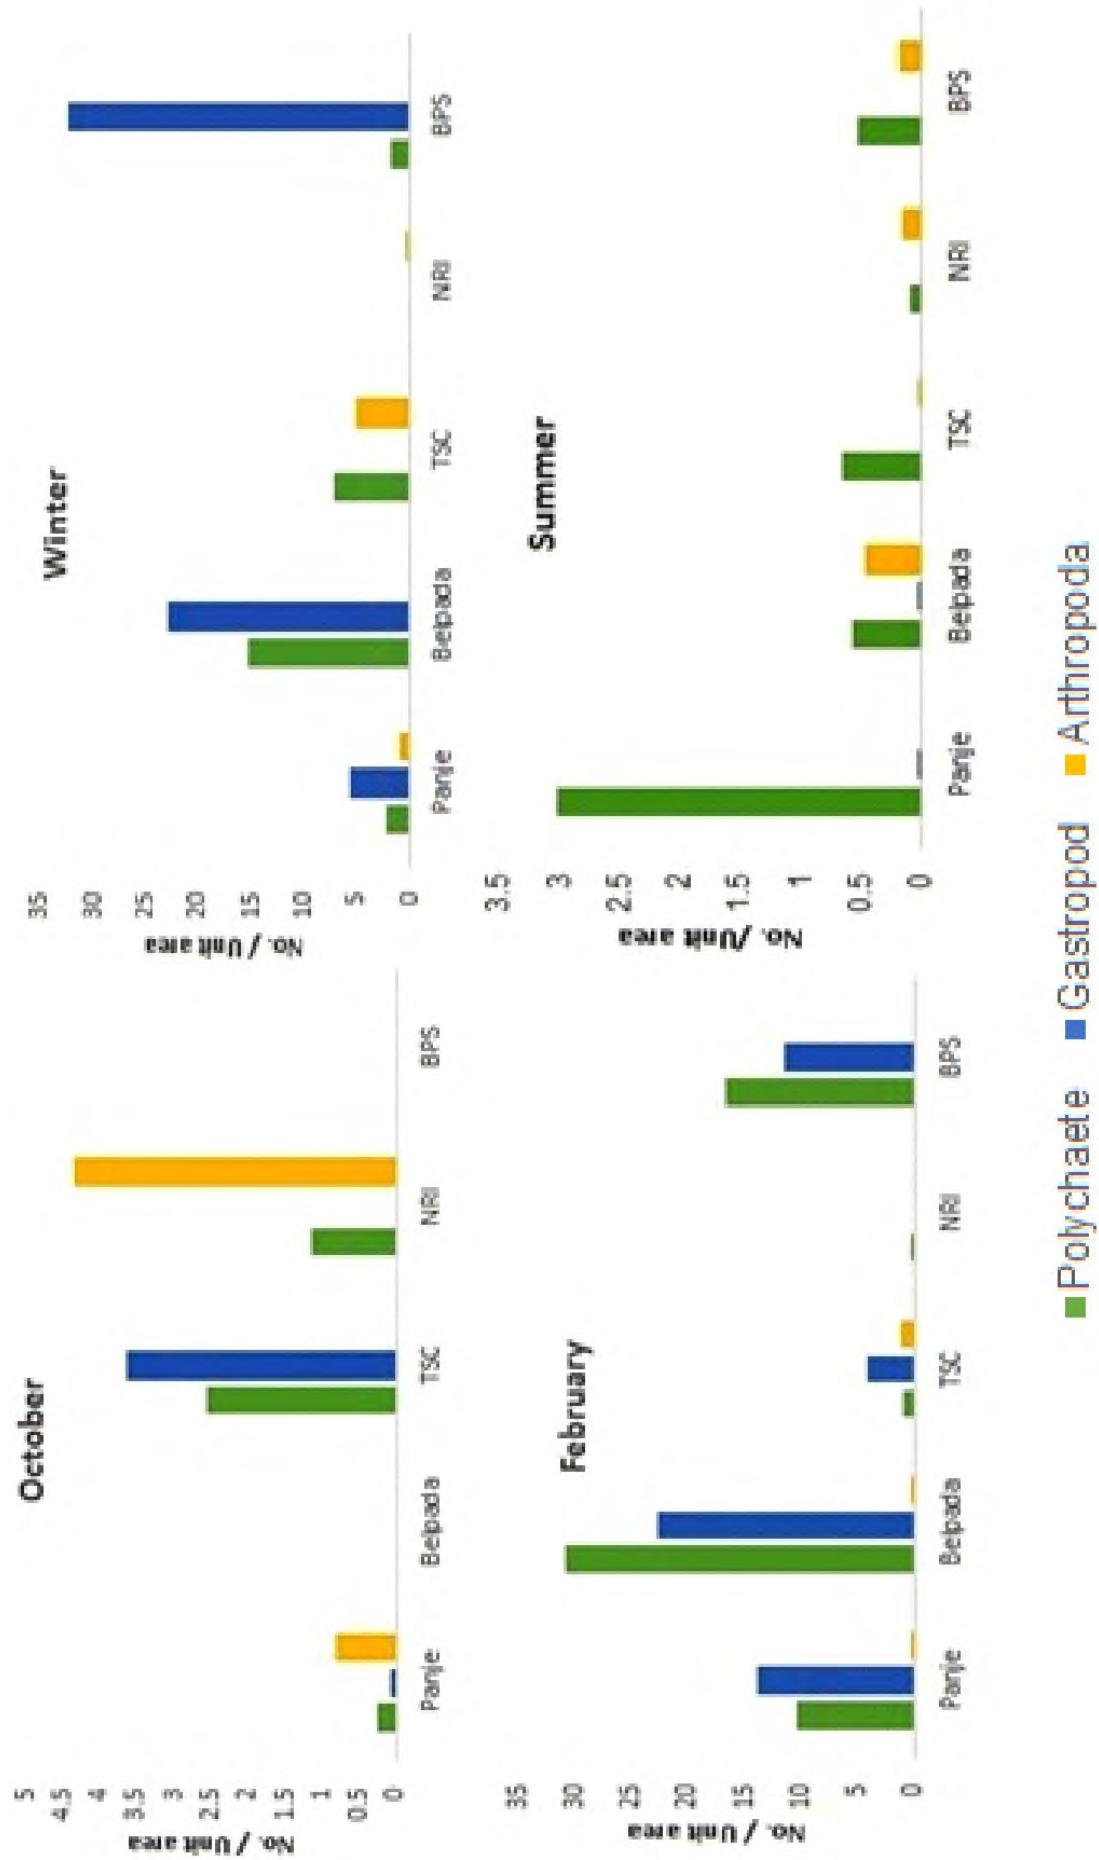 October
No. / Unit area
5
4.5
4
3.5
3
2.5
2
1.5
1
0.5
0
Panje
Belpada
TSC
NRI
BPS
Winter
No. / Unit area
35
30
25
20
15
10
5
0
Panje
Belpada
TSC
NRI
BPS
February
No. / Unit area
35
30
25
20
15
10
5
0
Panje
Belpada
TSC
NRI
BPS
Summer
No. /Unit area
3.5
3
2.5
2
1.5
1
0.5
0
Panje
Belpada
TSC
NRI
BPS
Polychaete Gastropod Arthropoda